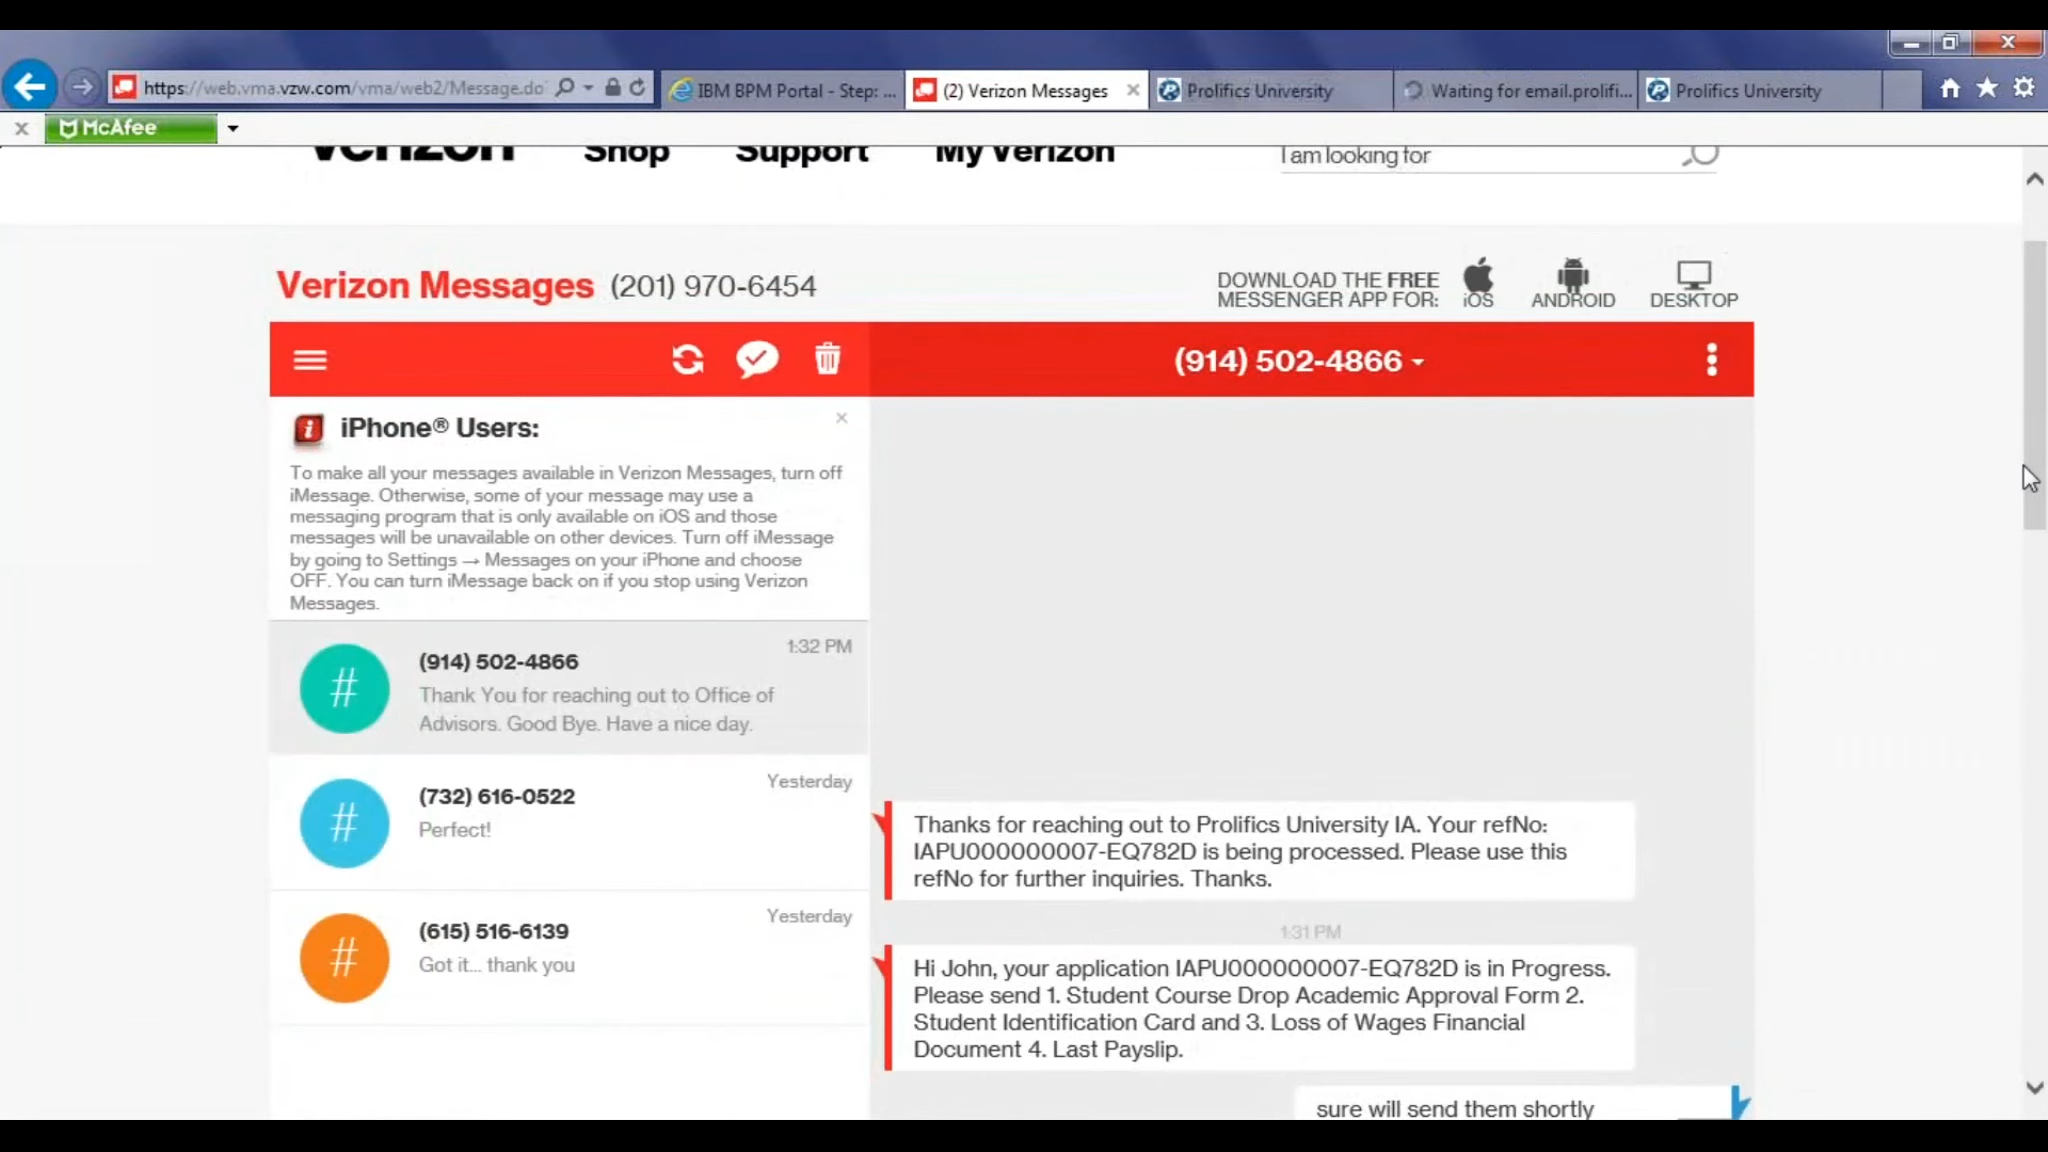 https://web.vma.vzw.com/vma/web2/Message.do
IBM BPM Portal - Step: ...
(2) Verizon Messages
Prolifics University
Waiting for email.prolifi...
Prolifics University
McAfee
verizon
Shop
Support
My Verizon
I am looking for
Verizon Messages (201) 970-6454
DOWNLOAD THE FREE
MESSENGER APP FOR:
iOS
ANDROID
DESKTOP
(914) 502-4866
iPhone® Users:
To make all your messages available in Verizon Messages, turn off
iMessage. Otherwise, some of your message may use a
messaging program that is only available on iOS and those
messages will be unavailable on other devices. Turn off iMessage
by going to Settings → Messages on your iPhone and choose
OFF. You can turn iMessage back on if you stop using Verizon
Messages.
#
(914) 502-4866
1:32 PM
Thank You for reaching out to Office of
Advisors. Good Bye. Have a nice day.
#
(732) 616-0522
Yesterday
Perfect!
#
(615) 516-6139
Yesterday
Got it... thank you
Thanks for reaching out to Prolifics University IA. Your refNo:
IAPU000000007-EQ782D is being processed. Please use this
refNo for further inquiries. Thanks.
1:31 PM
Hi John, your application IAPU000000007-EQ782D is in Progress.
Please send 1. Student Course Drop Academic Approval Form 2.
Student Identification Card and 3. Loss of Wages Financial
Document 4. Last Payslip.
sure will send them shortly